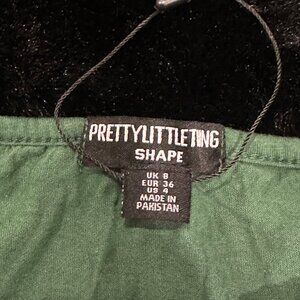 PRETTYLITTLETHING
SHAPE
UK 8
EUR 36
US 4
MADE IN
PAKISTAN